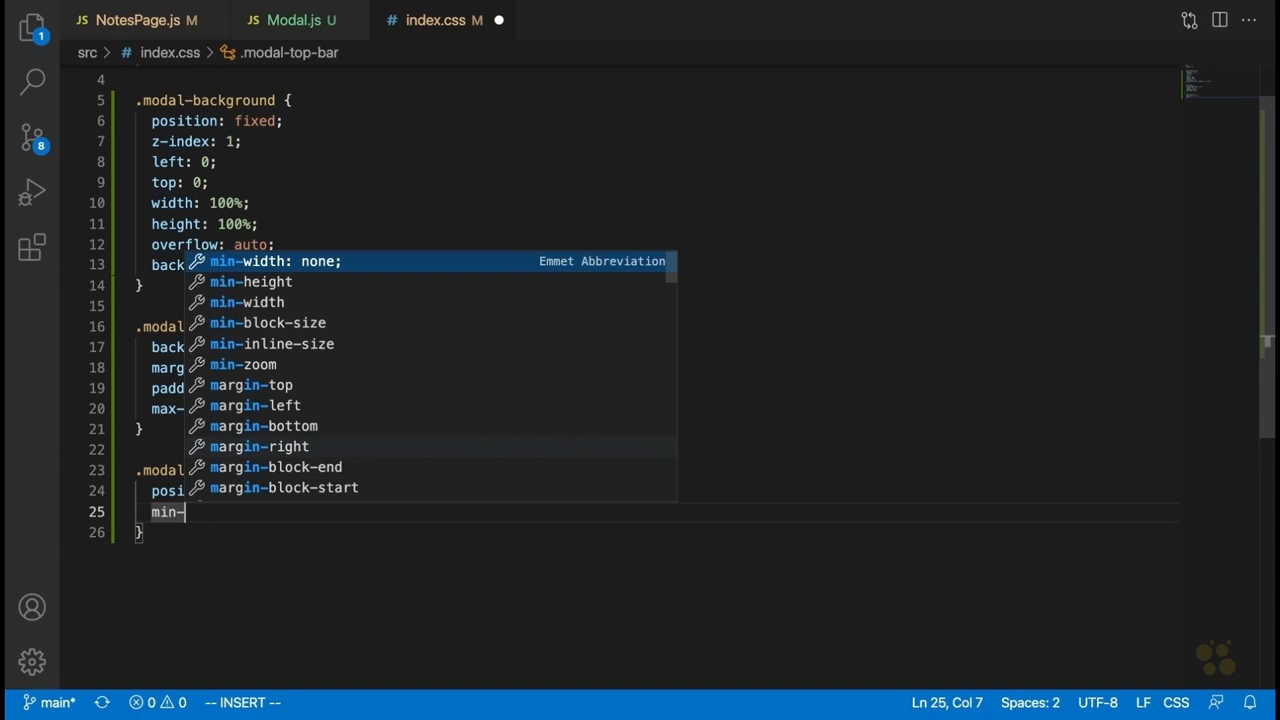 JS NotesPage.js M
JS Modal.js U
# index.css M
src > # index.css > .modal-top-bar
4
5 .modal-background {
6 position: fixed;
7 z-index: 1;
8 left: 0;
9 top: 0;
10 width: 100%;
11 height: 100%;
12 overflow: auto;
13 back
14 }
15
16 .modal
17 back
18 marg
19 padd
20 max-
21 }
22
23 .modal
24 posi
25 min-
26 }
min-width: none; Emmet Abbreviation
min-height
min-width
min-block-size
min-inline-size
min-zoom
margin-top
margin-left
margin-bottom
margin-right
margin-block-end
margin-block-start
1
8
main* 0 0 -- INSERT -- Ln 25, Col 7 Spaces: 2 UTF-8 LF CSS